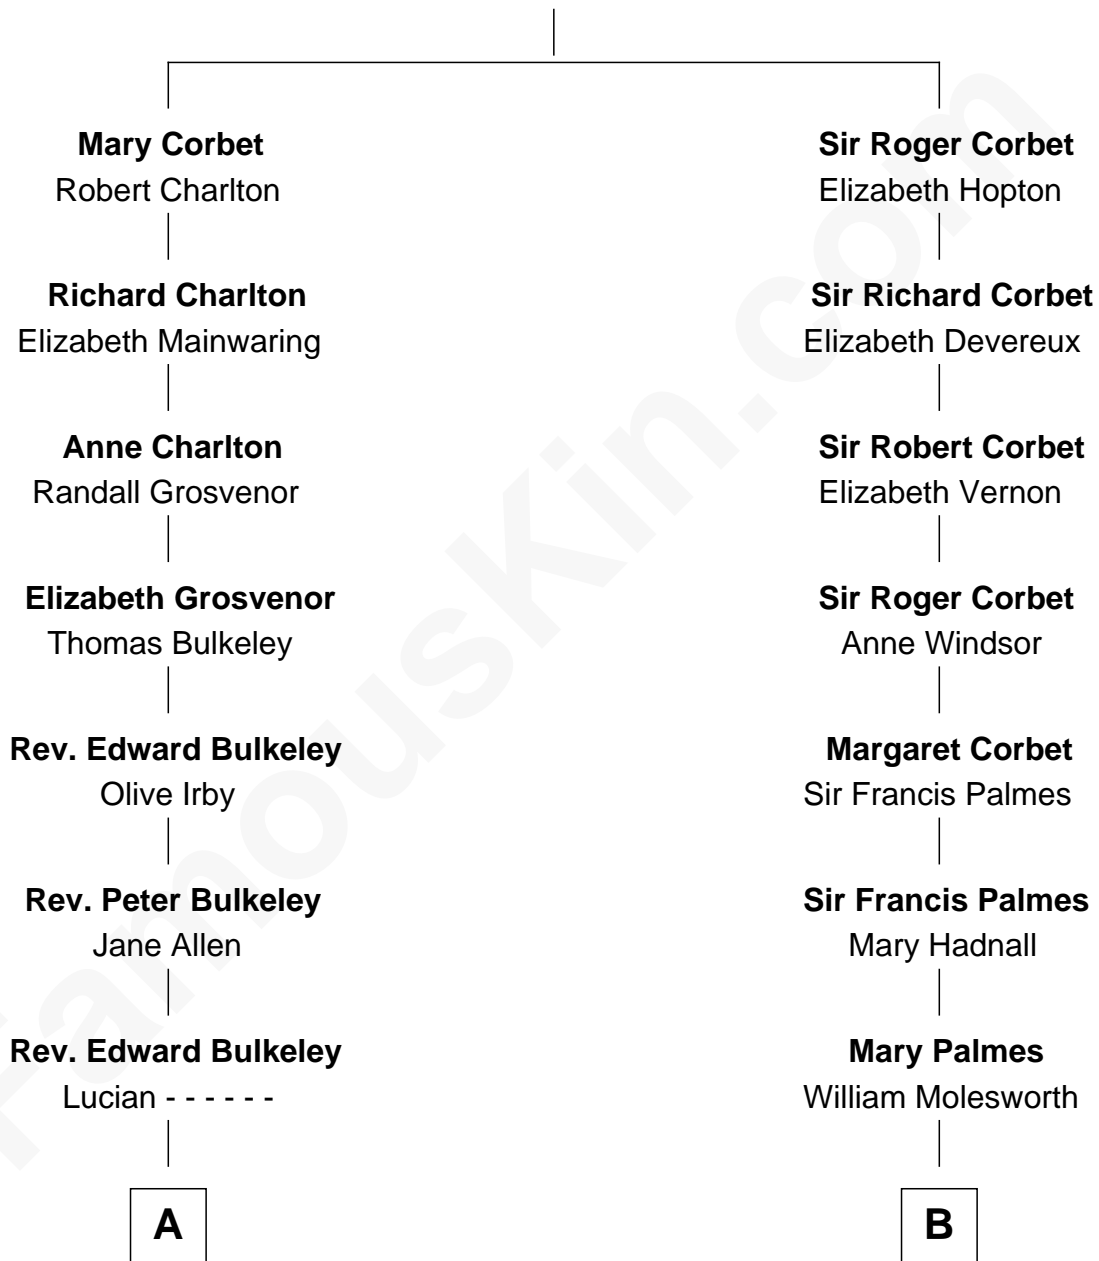 Mary Corbet
Robert Charlton
Richard Charlton
Elizabeth Mainwaring
Anne Charlton
Randall Grosvenor
Elizabeth Grosvenor
Thomas Bulkeley
Rev. Edward Bulkeley
Olive Irby
Rev. Peter Bulkeley
Jane Allen
Rev. Edward Bulkeley
Lucian - - - - - -
A
Sir Roger Corbet
Elizabeth Hopton
Sir Richard Corbet
Elizabeth Devereux
Sir Robert Corbet
Elizabeth Vernon
Sir Roger Corbet
Anne Windsor
Margaret Corbet
Sir Francis Palmes
Sir Francis Palmes
Mary Hadnall
Mary Palmes
William Molesworth
B
FamousKin.com